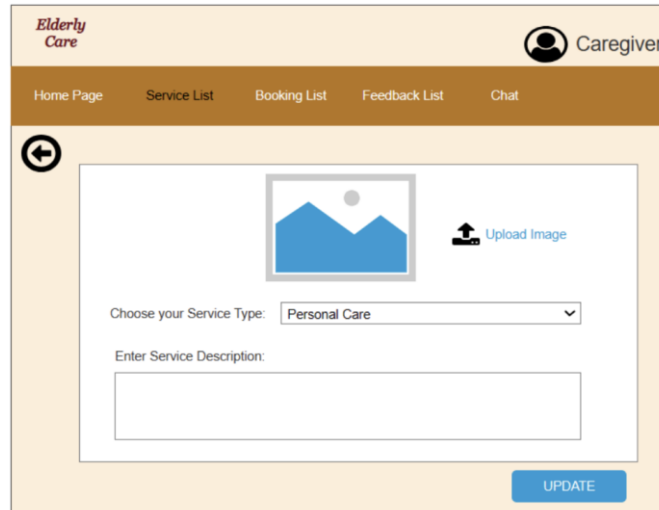 Elderly
Care
Caregiver
Home Page Service List Booking List Feedback List Chat
Upload Image
Choose your Service Type: Personal Care
Enter Service Description:
UPDATE